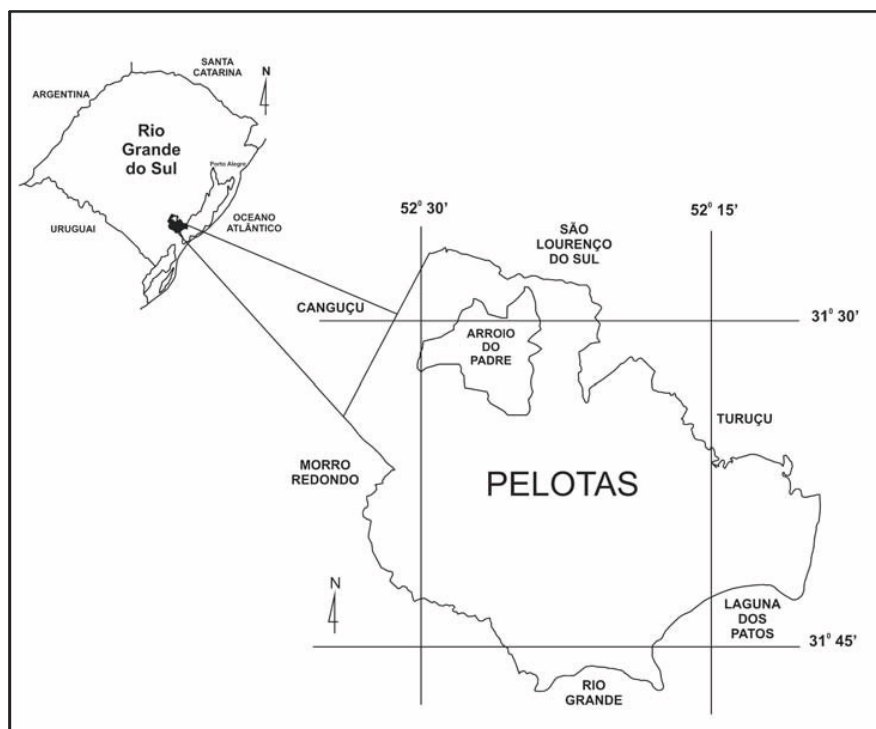 SANTA
CATARINA
N
ARGENTINA
Rio
Grande
do Sul
Porto Alegre
OCEANO
ATLÂNTICO
URUGUAI
52° 30’
52° 15’
SÃO
LOURENÇO
DO SUL
CANGUÇU
31° 30’
ARROIO
DO
PADRE
TURUÇU
MORRO
REDONDO
PELOTAS
N
LAGUNA
DOS
PATOS
31° 45’
RIO
GRANDE